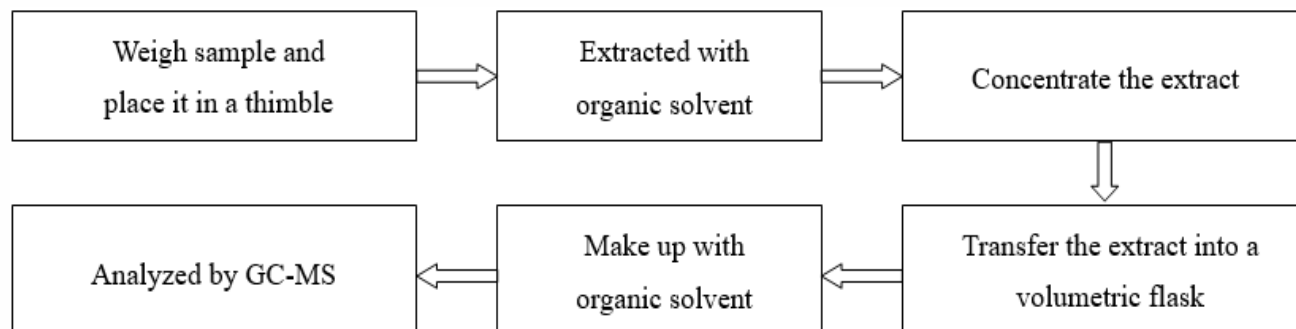 Weigh sample and
place it in a thimble
Extracted with
organic solvent
Concentrate the extract
Transfer the extract into a
volumetric flask
Make up with
organic solvent
Analyzed by GC-MS